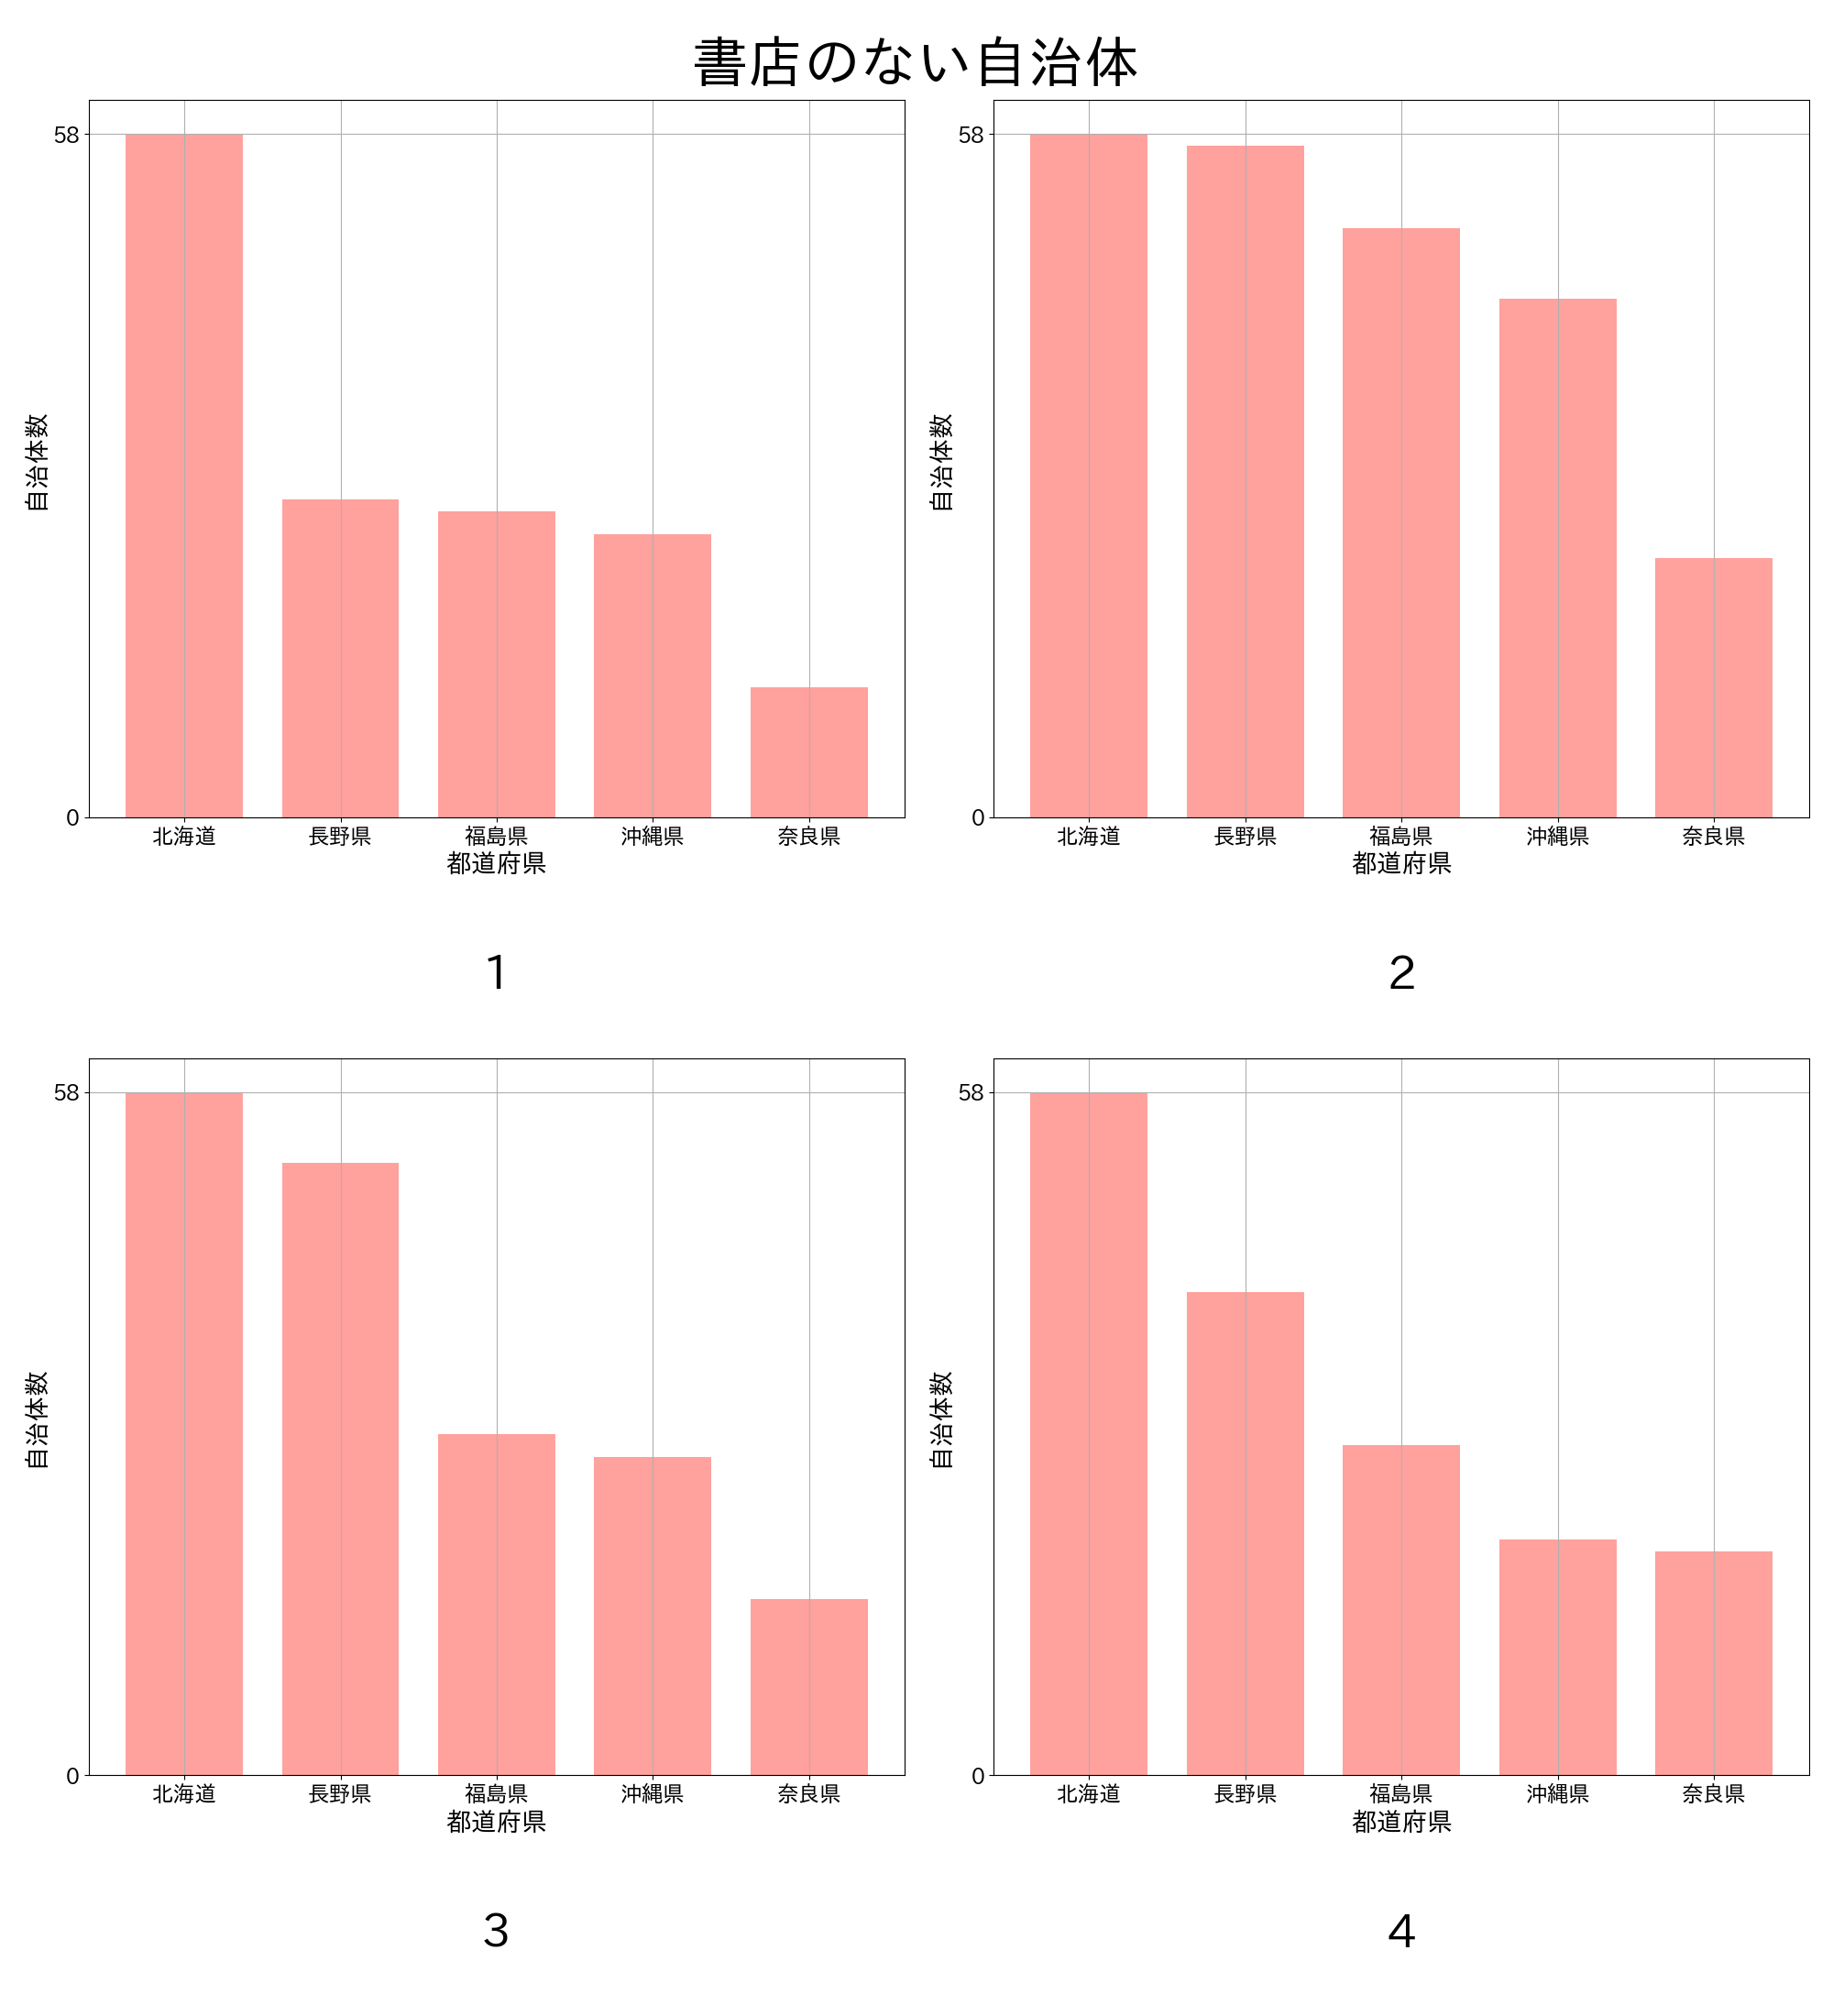 書店のない自治体
58
0
自治体数
北海道 長野県 福島県 沖縄県 奈良県
都道府県
1
58
0
自治体数
北海道 長野県 福島県 沖縄県 奈良県
都道府県
2
58
0
自治体数
北海道 長野県 福島県 沖縄県 奈良県
都道府県
3
58
0
自治体数
北海道 長野県 福島県 沖縄県 奈良県
都道府県
4